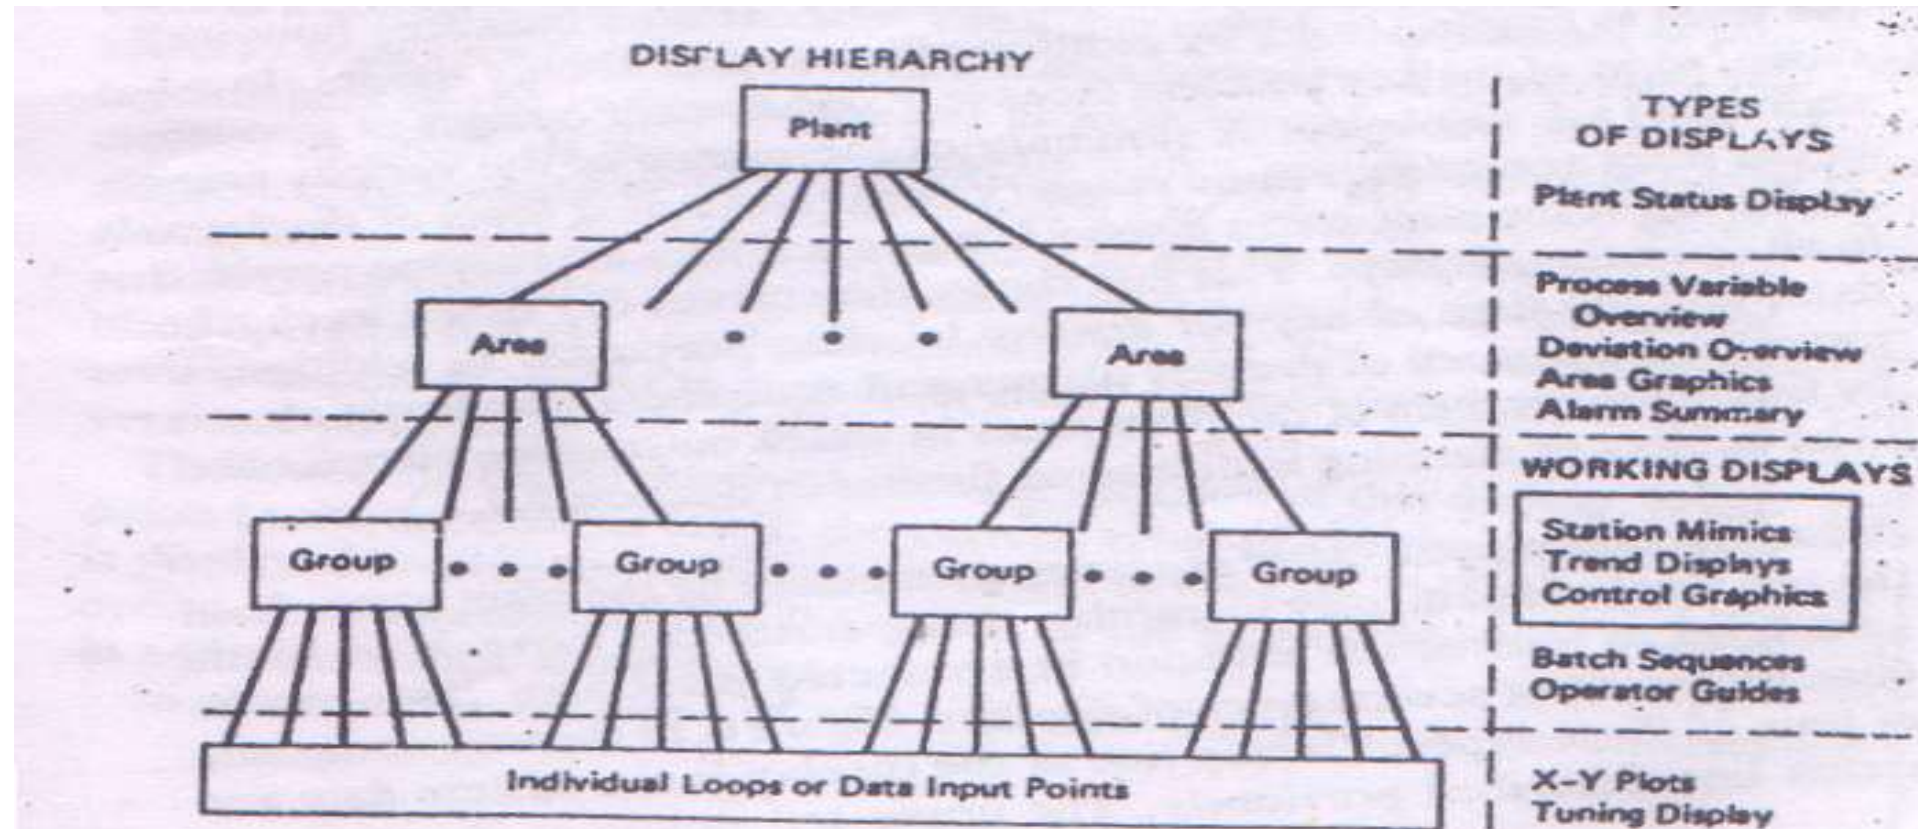 DISPLAY HIERARCHY
Plant
Area
Area
Group
Group
Group
Group
Individual Loops or Data Input Points
TYPES
OF DISPLAYS
Plant Status Display
Process Variable
Overview
Deviation Overview
Area Graphics
Alarm Summary
WORKING DISPLAYS
Station Mimics
Trend Displays
Control Graphics
Batch Sequences
Operator Guides
X-Y Plots
Tuning Display